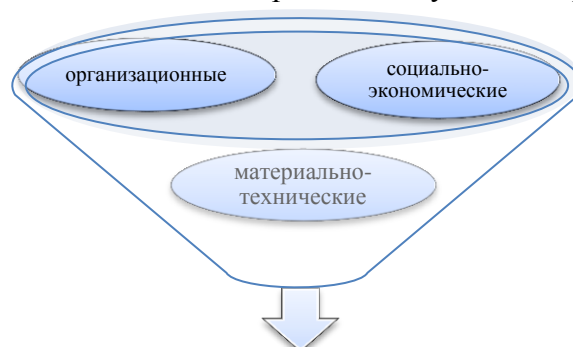 организационные
социально-
экономические
материально-
технические